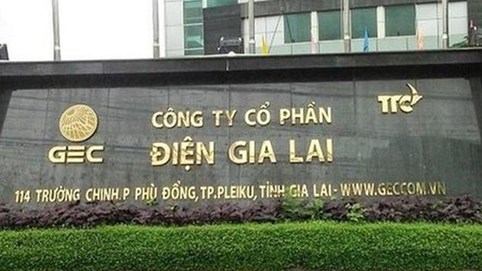 CÔNG TY CỔ PHẦN
TTC
GEC
ĐIỆN GIA LAI
114 TRƯỜNG CHINH.P PHÙ ĐỔNG,TP.PLEIKU,TỈNH GIA LAI-WWW.GECCOM.VN